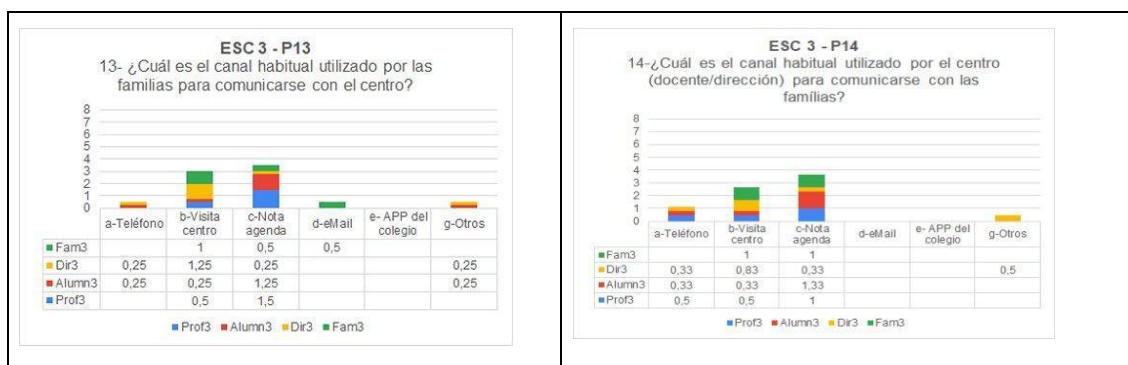 ESC 3 - P13
13- ¿Cuál es el canal habitual utilizado por las
familias para comunicarse con el centro?
8
7
6
5
4
3
2
1
0
a-Teléfono b-Visita centro c-Nota agenda d-eMail e- APP del colegio g-Otros
Fam3 1 0,5 0,5
Dir3 0,25 1,25 0,25 0,25
Alumn3 0,25 0,25 1,25 0,25
Prof3 0,5 1,5
Prof3 Alumn3 Dir3 Fam3
ESC 3 - P14
14-¿Cuál es el canal habitual utilizado por el centro
(docente/dirección) para comunicarse con las
famílias?
8
7
6
5
4
3
2
1
0
a-Teléfono b-Visita centro c-Nota agenda d-eMail e- APP del colegio g-Otros
Fam3 1 1
Dir3 0,33 0,83 0,33 0,5
Alumn3 0,33 0,33 1,33
Prof3 0,5 0,5 1
Prof3 Alumn3 Dir3 Fam3